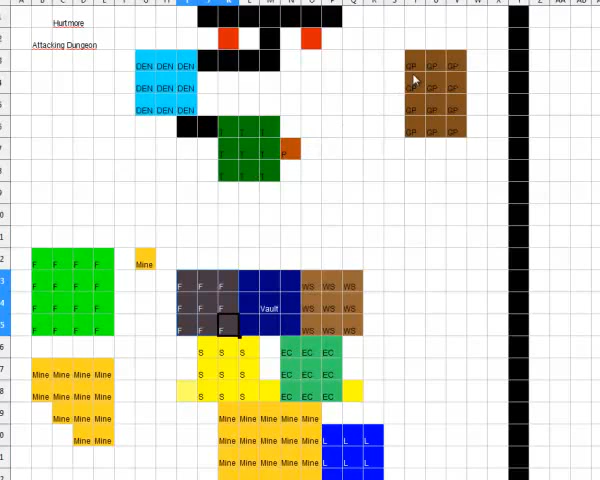 Hurtmore
Attacking Dungeon
DEN DEN DEN GP GP GP
DEN DEN DEN GP GP GP
DEN DEN DEN GP GP GP
T T T GP GP GP
T T T P
T T T
F F F F Mine
F F F F F F F WS WS WS
F F F F F F F Vault WS WS WS
F F F F F F F WS WS WS
S S S EC EC EC
Mine Mine Mine Mine S S S EC EC EC
Mine Mine Mine Mine S S S EC EC EC
Mine Mine Mine Mine Mine Mine Mine Mine
Mine Mine Mine Mine Mine Mine Mine L L L
Mine Mine Mine Mine Mine L L L